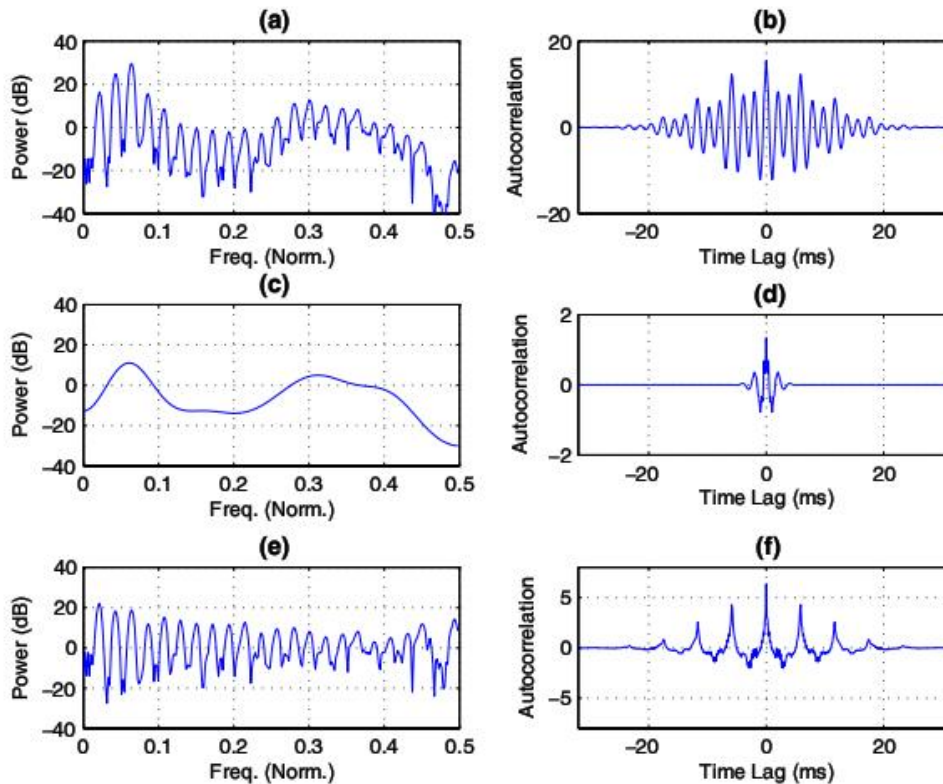 (a)
40
20
0
−20
−40
Power (dB)
0 0.1 0.2 0.3 0.4 0.5
Freq. (Norm.)
(b)
20
0
−20
Autocorrelation
−20 0 20
Time Lag (ms)
(c)
40
20
0
−20
−40
Power (dB)
0 0.1 0.2 0.3 0.4 0.5
Freq. (Norm.)
(d)
2
0
−2
Autocorrelation
−20 0 20
Time Lag (ms)
(e)
40
20
0
−20
−40
Power (dB)
0 0.1 0.2 0.3 0.4 0.5
Freq. (Norm.)
(f)
5
0
−5
Autocorrelation
−20 0 20
Time Lag (ms)